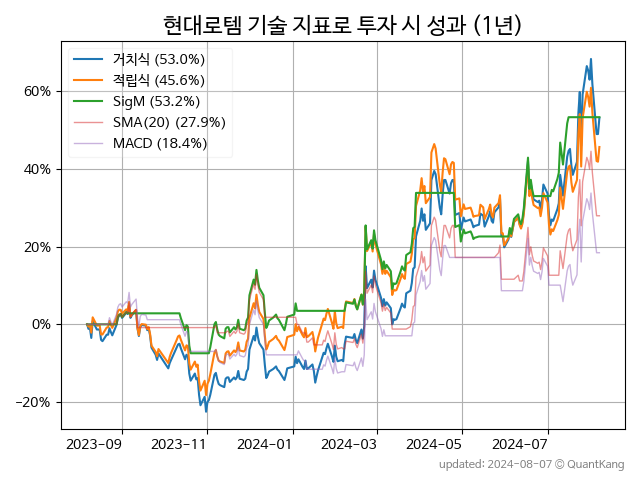 현대로템 기술 지표로 투자 시 성과 (1년)
거치식 (53.0%)
적립식 (45.6%)
SigM (53.2%)
SMA(20) (27.9%)
MACD (18.4%)
60%
40%
20%
0%
−20%
2023-09
2023-11
2024-01
2024-03
2024-05
2024-07
updated: 2024-08-07 © QuantKang